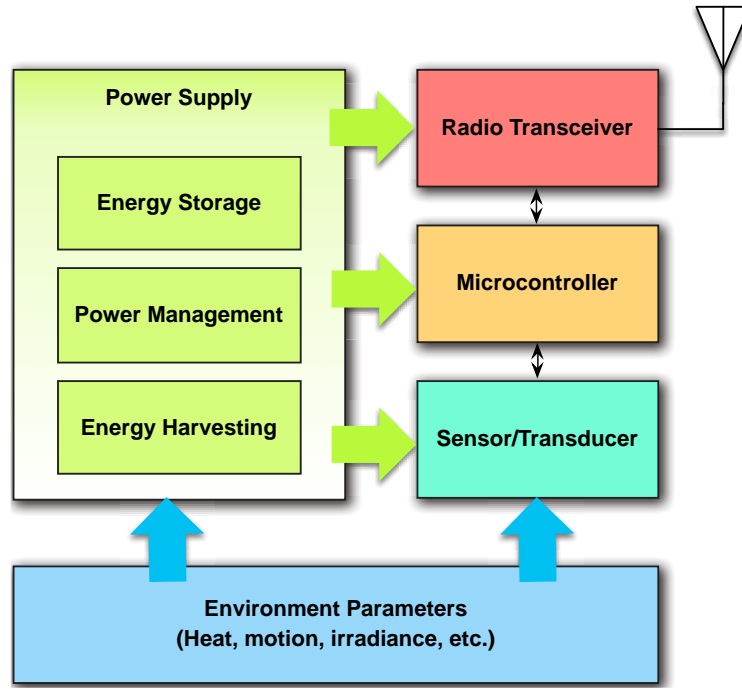 Power Supply
Energy Storage
Power Management
Energy Harvesting
Radio Transceiver
Microcontroller
Sensor/Transducer
Environment Parameters
(Heat, motion, irradiance, etc.)